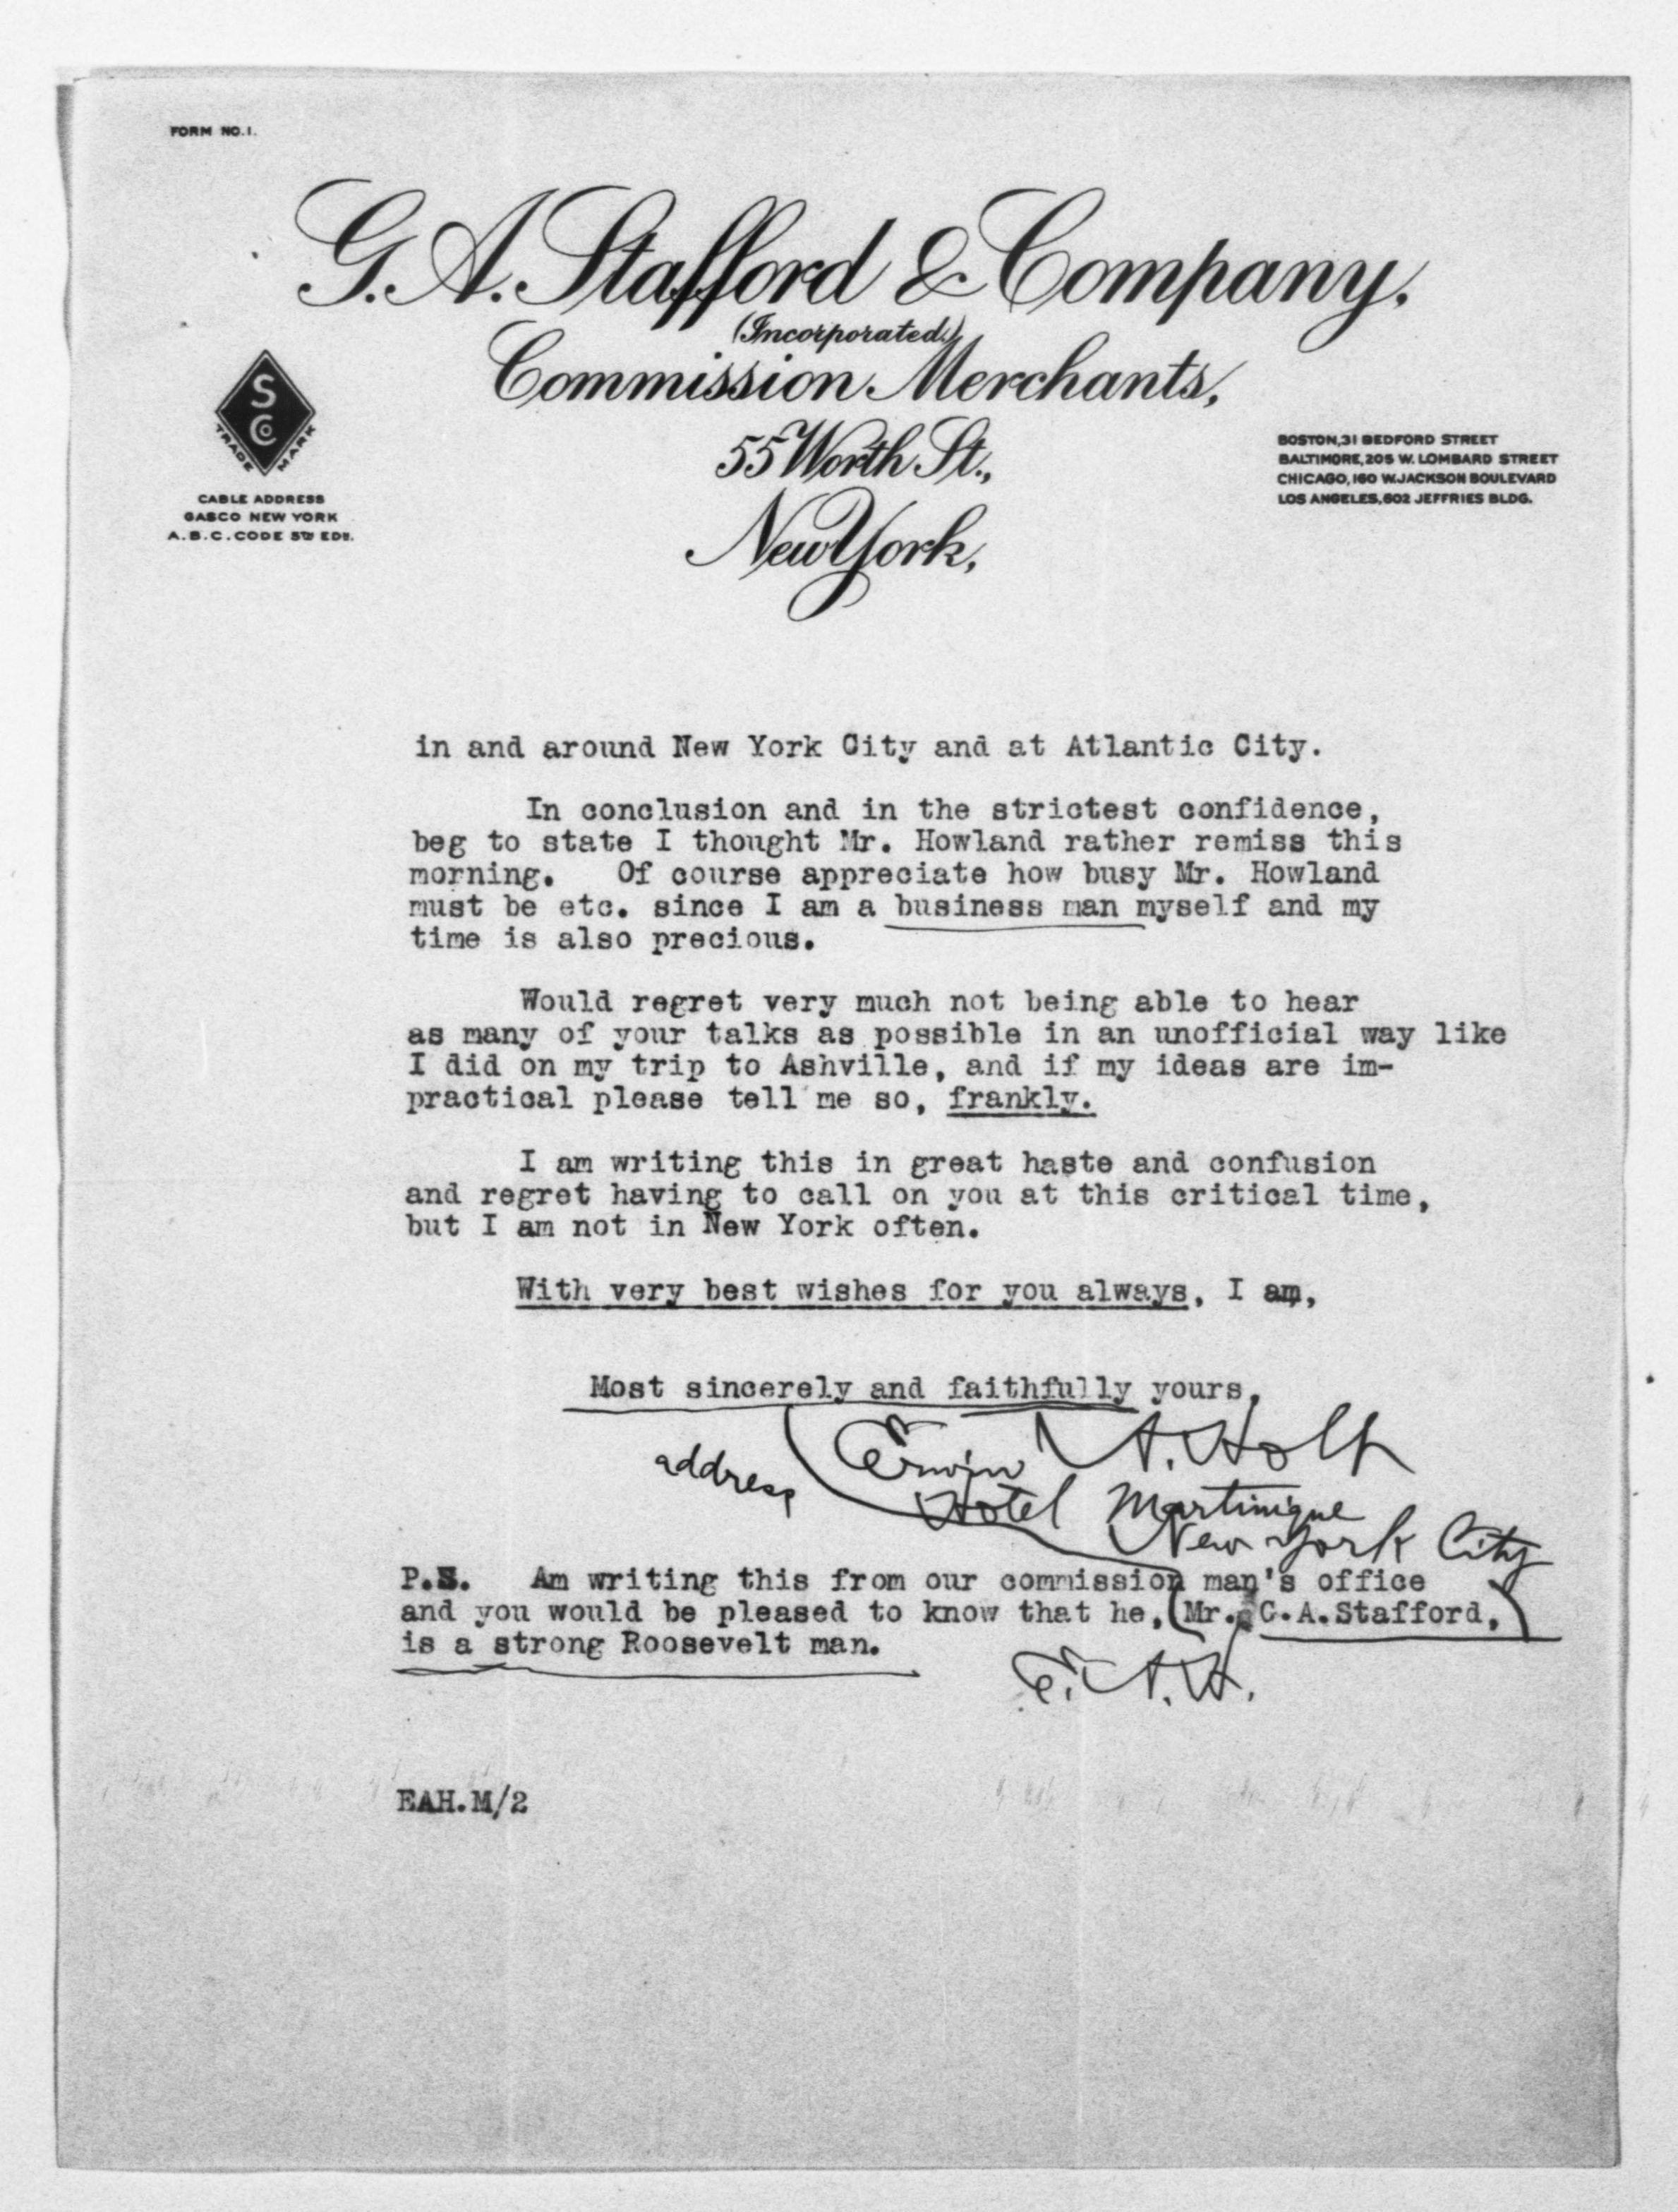 FORM NO.1.
G.A. Stafford & Company,
(Incorporated.)
Commission Merchants,
55 Worth St.,
New York,
S
Co
TRADE MARK
CABLE ADDRESS
GASCO NEW YORK
A.B.C. CODE 5TH EDN.
BOSTON, 31 BEDFORD STREET
BALTIMORE, 205 W. LOMBARD STREET
CHICAGO, 160 W. JACKSON BOULEVARD
LOS ANGELES, 602 JEFFRIES BLDG.
in and around New York City and at Atlantic City.
In conclusion and in the strictest confidence,
beg to state I thought Mr. Howland rather remiss this
morning. Of course appreciate how busy Mr. Howland
must be etc. since I am a business man myself and my
time is also precious.
Would regret very much not being able to hear
as many of your talks as possible in an unofficial way like
I did on my trip to Ashville, and if my ideas are im-
practical please tell me so, frankly.
I am writing this in great haste and confusion
and regret having to call on you at this critical time,
but I am not in New York often.
With very best wishes for you always, I am,
Most sincerely and faithfully yours,
Erwin A. Holt
address Hotel Martinique
New York City
P.S. Am writing this from our commission man's office
and you would be pleased to know that he, (Mr. G.A.Stafford,)
is a strong Roosevelt man.
E.A.H.
EAH.M/2